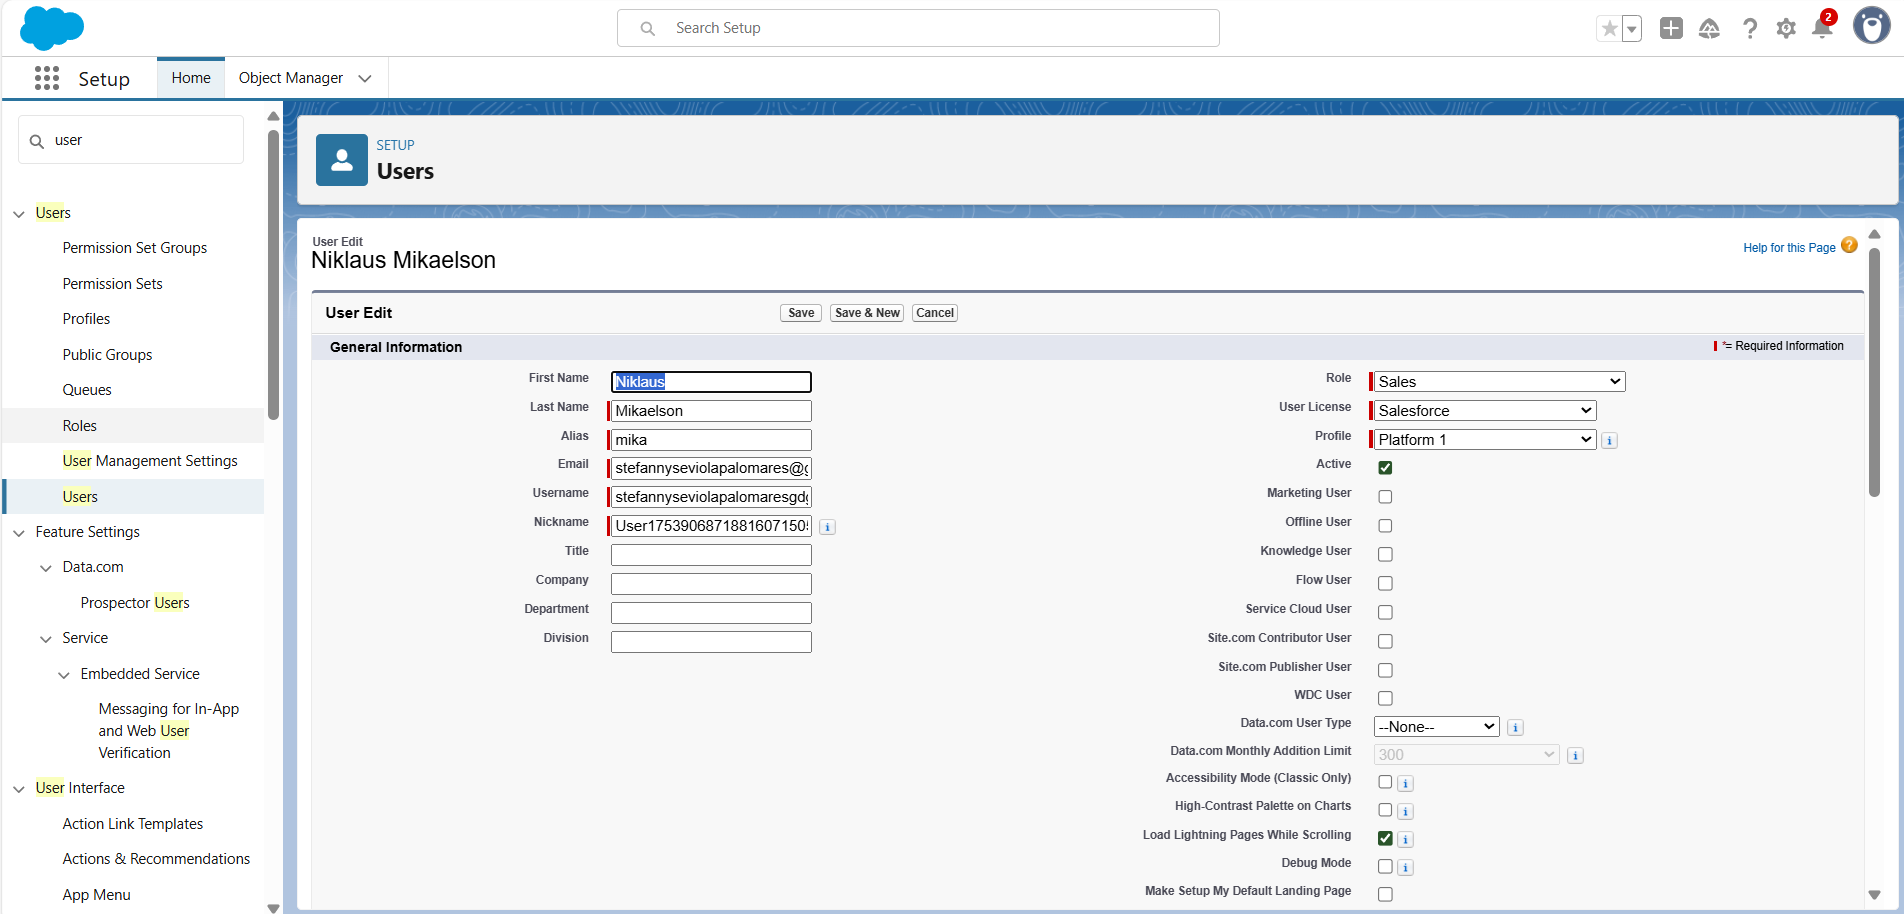 Search Setup
2
Setup
Home
Object Manager
user
Users
Permission Set Groups
Permission Sets
Profiles
Public Groups
Queues
Roles
User Management Settings
Users
Feature Settings
Data.com
Prospector Users
Service
Embedded Service
Messaging for In-App
and Web User
Verification
User Interface
Action Link Templates
Actions & Recommendations
App Menu
SETUP
Users
User Edit
Niklaus Mikaelson
Help for this Page ?
User Edit
Save
Save & New
Cancel
General Information
*= Required Information
First Name Niklaus
Last Name Mikaelson
Alias mika
Email stefannyseviolapalomares@
Username
Nickname
Title
Company
Department
Division
Role Sales
User License Salesforce
Profile Platform 1 i
Active
Marketing User
Offline User
Knowledge User
Flow User
Service Cloud User
Site.com Contributor User
Site.com Publisher User
WDC User
Data.com User Type --None-- i
Data.com Monthly Addition Limit 300 i
Accessibility Mode (Classic Only) i
High-Contrast Palette on Charts i
Load Lightning Pages While Scrolling i
Debug Mode i
Make Setup My Default Landing Page